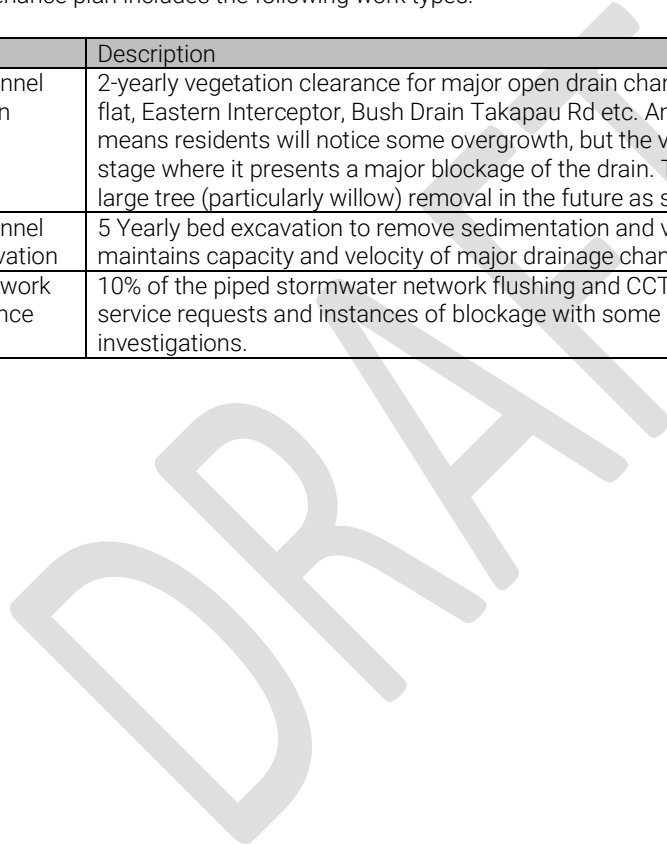 enance plan includes the following work types.
Description
nnel 2-yearly vegetation clearance for major open drain chan
n flat, Eastern Interceptor, Bush Drain Takapau Rd etc. An
means residents will notice some overgrowth, but the v
stage where it presents a major blockage of the drain. T
large tree (particularly willow) removal in the future as s
nnel 5 Yearly bed excavation to remove sedimentation and v
vation maintains capacity and velocity of major drainage chan
work 10% of the piped stormwater network flushing and CCT
nce service requests and instances of blockage with some
investigations.
DRAFT